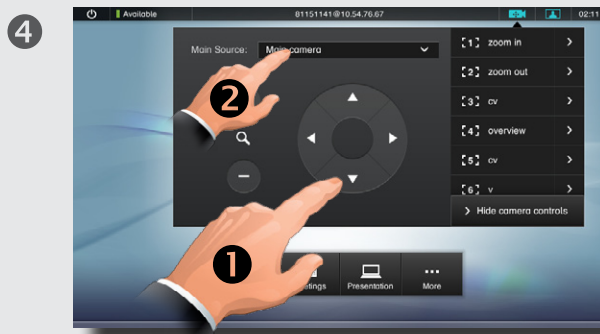 4
Available
81151141@10.54.76.67
02:11
Main Source: Main camera
[1] zoom in
[2] zoom out
[3] cv
[4] overview
[5] cv
[6] v
Hide camera controls
2
1
Presentation
More